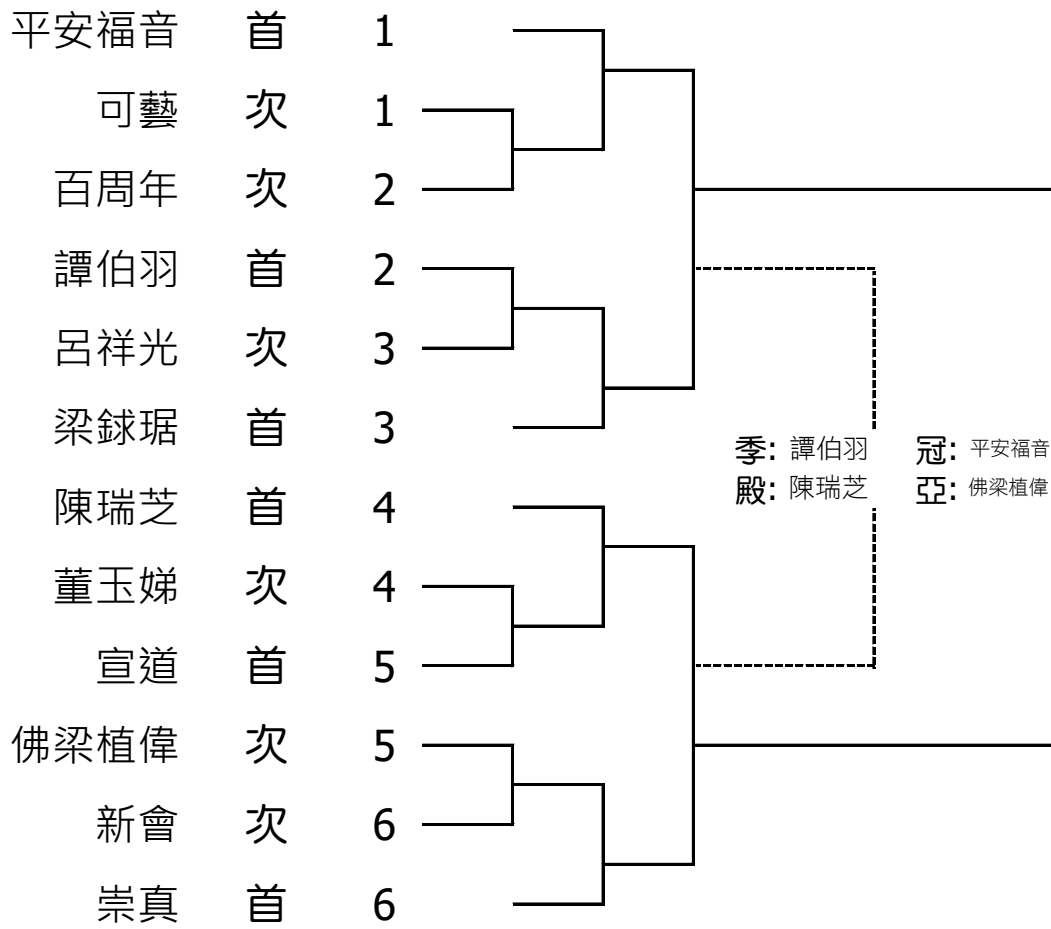 平安福音 首 1
可藝 次 1
百周年 次 2
譚伯羽 首 2
呂祥光 次 3
梁銶琚 首 3
季: 譚伯羽 冠: 平安福音
殿: 陳瑞芝 亞: 佛梁植偉
陳瑞芝 首 4
董玉娣 次 4
宣道 首 5
佛梁植偉 次 5
新會 次 6
崇真 首 6